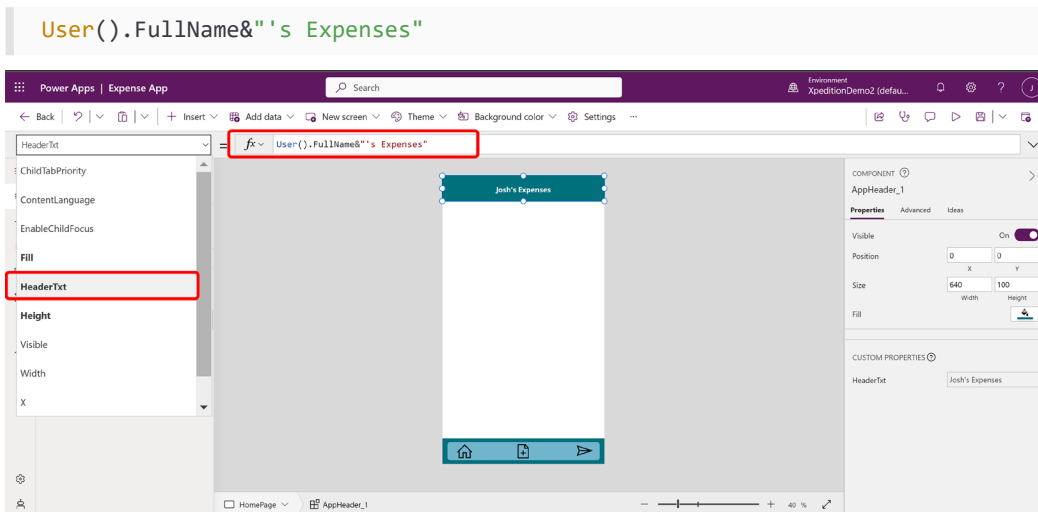 User().FullName&"'s Expenses"
Power Apps | Expense App
Search
Environment
XpeditionDemo2 (defau...
?
J
Back
Insert
Add data
New screen
Theme
Background color
Settings
...
HeaderTxt
=
fx
User().FullName&"'s Expenses"
ChildTabPriority
ContentLanguage
EnableChildFocus
Fill
HeaderTxt
Height
Visible
Width
X
Josh's Expenses
COMPONENT
AppHeader_1
Properties Advanced Ideas
Visible On
Position 0 0
X Y
Size 640 100
Width Height
Fill
CUSTOM PROPERTIES
HeaderTxt Josh's Expenses
HomePage AppHeader_1
- + 40 %